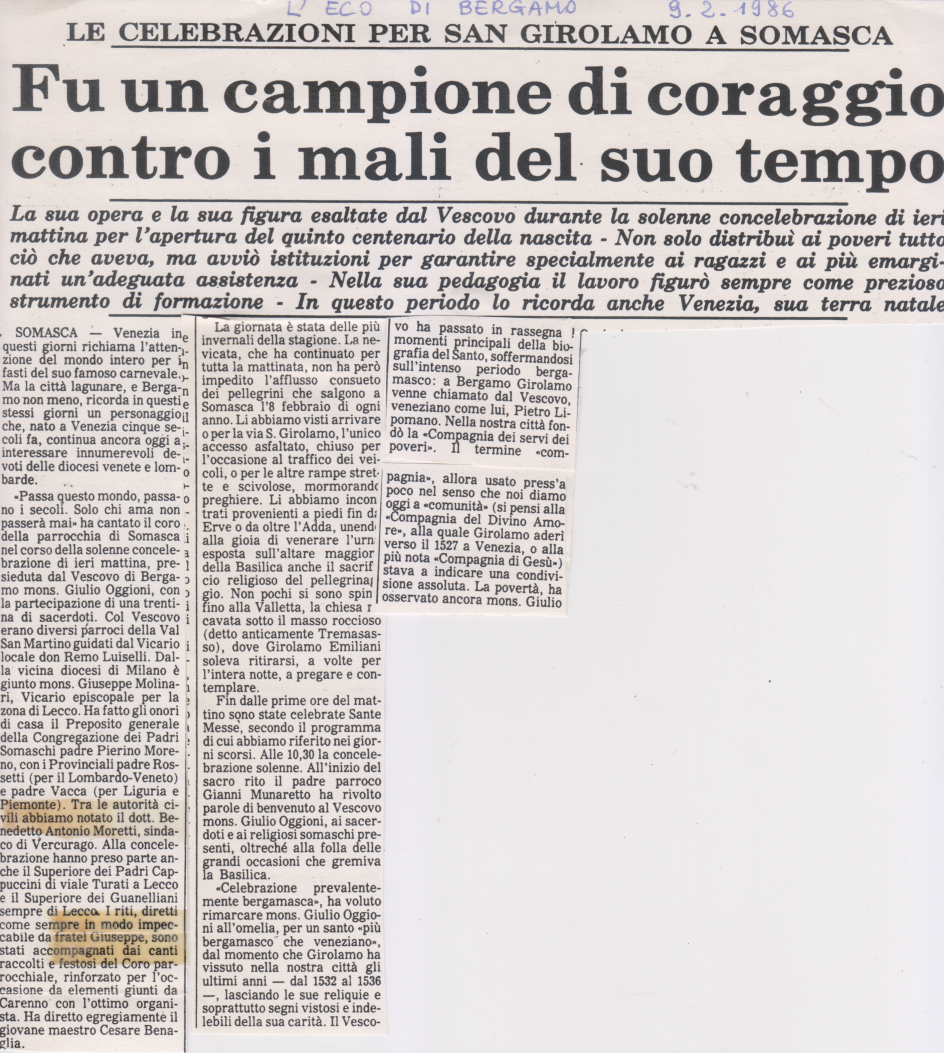 L'ECO DI BERGAMO 9.2.1986
LE CELEBRAZIONI PER SAN GIROLAMO A SOMASCA
Fu un campione di coraggio
contro i mali del suo tempo
La sua opera e la sua figura esaltate dal Vescovo durante la solenne concelebrazione di ieri
mattina per l'apertura del quinto centenario della nascita - Non solo distribuì ai poveri tutto
ciò che aveva, ma avviò istituzioni per garantire specialmente ai ragazzi e ai più emargi-
nati un'adeguata assistenza - Nella sua pedagogia il lavoro figurò sempre come prezioso
strumento di formazione - In questo periodo lo ricorda anche Venezia, sua terra natale
SOMASCA — Venezia in
questi giorni richiama l'atten-
zione del mondo intero per i
fasti del suo famoso carnevale.
Ma la città lagunare, e Berga-
mo non meno, ricorda in questi
stessi giorni un personaggio
che, nato a Venezia cinque se-
coli fa, continua ancora oggi a
interessare innumerevoli de-
voti delle diocesi venete e lom-
barde.
«Passa questo mondo, passa-
no i secoli. Solo chi ama non
passerà mai» ha cantato il coro
della parrocchia di Somasca
nel corso della solenne concele-
brazione di ieri mattina, pre-
sieduta dal Vescovo di Berga-
mo mons. Giulio Oggioni, con
la partecipazione di una trenti-
na di sacerdoti. Col Vescovo
erano diversi parroci della Val
San Martino guidati dal Vicario
locale don Remo Luiselli. Dal-
la vicina diocesi di Milano è
giunto mons. Giuseppe Molina-
ri, Vicario episcopale per la
zona di Lecco. Ha fatto gli onori
di casa il Preposito generale
della Congregazione dei Padri
Somaschi padre Pierino More-
no, con i Provinciali padre Ros-
setti (per il Lombardo-Veneto)
e padre Vacca (per Liguria e
Piemonte). Tra le autorità ci-
vili abbiamo notato il dott. Be-
nedetto Antonio Moretti, sinda-
co di Vercurago. Alla concele-
brazione hanno preso parte an-
che il Superiore dei Padri Cap-
puccini di viale Turati a Lecco
e il Superiore dei Guanelliani
sempre di Lecco. I riti, diretti
come sempre in modo impec-
cabile da fratel Giuseppe, sono
stati accompagnati dai canti
raccolti e festosi del Coro par-
rocchiale, rinforzato per l'oc-
casione da elementi giunti da
Carenno con l'ottimo organi-
sta. Ha diretto egregiamente il
giovane maestro Cesare Bena-
glia.
La giornata è stata delle più
invernali della stagione. La ne-
vicata, che ha continuato per
tutta la mattinata, non ha però
impedito l'afflusso consueto
dei pellegrini che salgono a
Somasca l'8 febbraio di ogni
anno. Li abbiamo visti arrivare
o per la via S. Girolamo, l'unico
accesso asfaltato, chiuso per
l'occasione al traffico dei vei-
coli, o per le altre rampe stret-
te e scivolose, mormorando
preghiere. Li abbiamo incon
trati provenienti a piedi fin da
Erve o da oltre l'Adda, unend
alla gioia di venerare l'urn
esposta sull'altare maggior
della Basilica anche il sacrif
cio religioso del pellegrinag
gio. Non pochi si sono spin
fino alla Valletta, la chiesa r
cavata sotto il masso roccioso
(detto anticamente Tremasas-
so), dove Girolamo Emiliani
soleva ritirarsi, a volte per
l'intera notte, a pregare e con-
templare.
Fin dalle prime ore del mat-
tino sono state celebrate Sante
Messe, secondo il programma
di cui abbiamo riferito nei gior-
ni scorsi. Alle 10,30 la concele-
brazione solenne. All'inizio del
sacro rito il padre parroco
Gianni Munaretto ha rivolto
parole di benvenuto al Vescovo
mons. Giulio Oggioni, ai sacer-
doti e ai religiosi somaschi pre-
senti, oltreché alla folla delle
grandi occasioni che gremiva
la Basilica.
«Celebrazione prevalente-
mente bergamasca», ha voluto
rimarcare mons. Giulio Oggio-
ni all'omelia, per un santo «più
bergamasco che veneziano»,
dal momento che Girolamo ha
vissuto nella nostra città gli
ultimi anni — dal 1532 al 1536
—, lasciando le sue reliquie e
soprattutto segni vistosi e inde-
lebili della sua carità. Il Vesco-
vo ha passato in rassegna i
momenti principali della bio-
grafia del Santo, soffermandosi
sull'intenso periodo berga-
masco: a Bergamo Girolamo
venne chiamato dal Vescovo,
veneziano come lui, Pietro Li-
pomano. Nella nostra città fon-
dò la «Compagnia dei servi dei
poveri». Il termine «com-
pagnia», allora usato press'a
poco nel senso che noi diamo
oggi a «comunità» (si pensi alla
«Compagnia del Divino Amo-
re», alla quale Girolamo aderì
verso il 1527 a Venezia, o alla
più nota «Compagnia di Gesù»)
stava a indicare una condivi-
sione assoluta. La povertà, ha
osservato ancora mons. Giulio